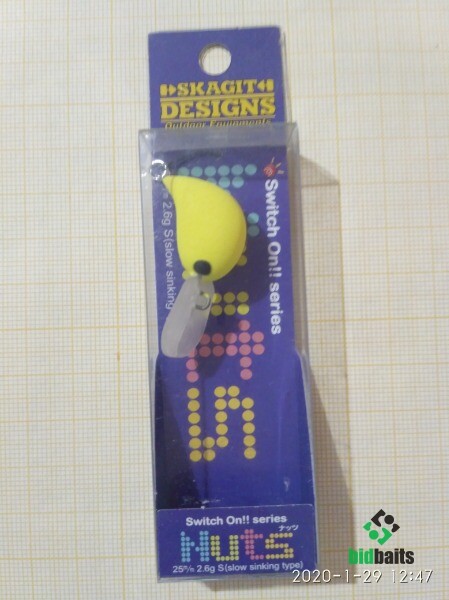 SKAGIT
DESIGNS
Outdoor Equipments
Switch On!! series
2.6g S(slow sinking
Switch On!! series
ナッツ
Nuts
25m/m 2.6g S(slow sinking type)
bidbaits
2020-1-29 12:47